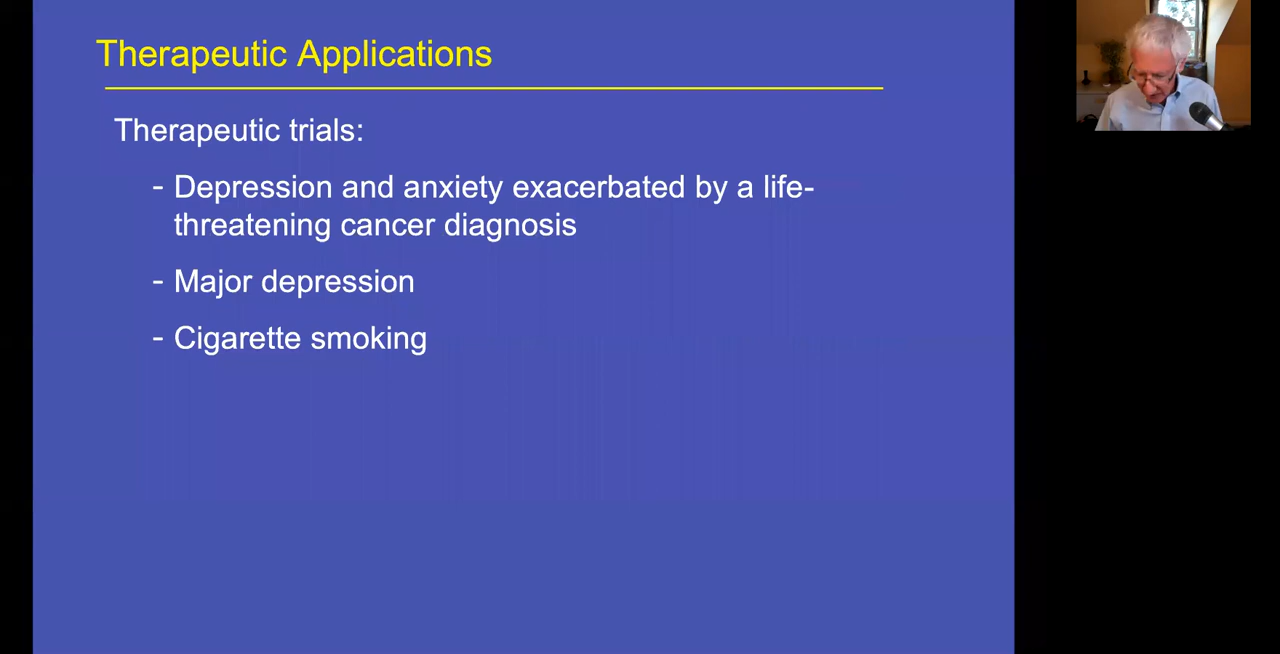 Therapeutic Applications
Therapeutic trials:
- Depression and anxiety exacerbated by a life-
threatening cancer diagnosis
- Major depression
- Cigarette smoking